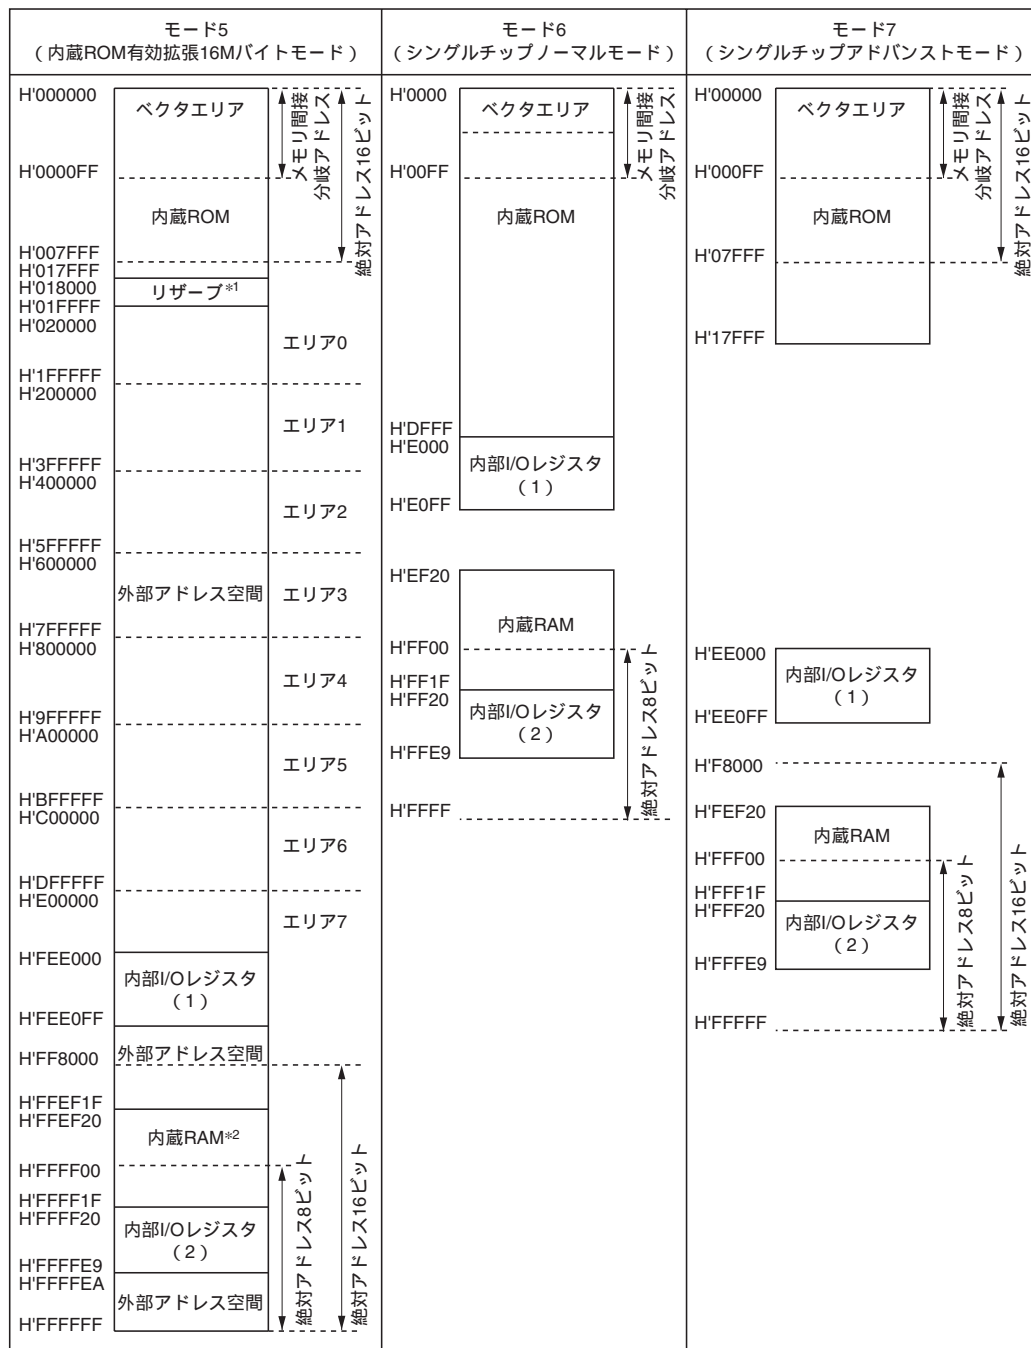 モード5
（内蔵ROM有効拡張16Mバイトモード）
H'000000
ベクタエリア
H'0000FF
内蔵ROM
H'007FFF
H'017FFF
H'018000
リザーブ*1
H'01FFFF
H'020000
エリア0
H'1FFFFF
H'200000
エリア1
H'3FFFFF
H'400000
エリア2
H'5FFFFF
H'600000
外部アドレス空間
エリア3
H'7FFFFF
H'800000
エリア4
H'9FFFFF
H'A00000
エリア5
H'BFFFFF
H'C00000
エリア6
H'DFFFFF
H'E00000
エリア7
H'FEE000
内部I/Oレジスタ
（1）
H'FEE0FF
外部アドレス空間
H'FF8000
H'FFEF1F
H'FFEF20
内蔵RAM*2
H'FFFF00
H'FFFF1F
H'FFFF20
内部I/Oレジスタ
（2）
H'FFFFE9
H'FFFFEA
外部アドレス空間
H'FFFFFF
メモリ間接
分岐アドレス
絶対アドレス16ビット
絶対アドレス8ビット
絶対アドレス16ビット
モード6
（シングルチップノーマルモード）
H'0000
ベクタエリア
H'00FF
内蔵ROM
H'DFFF
H'E000
内部I/Oレジスタ
（1）
H'E0FF
H'EF20
内蔵RAM
H'FF00
H'FF1F
H'FF20
内部I/Oレジスタ
（2）
H'FFE9
H'FFFF
メモリ間接
分岐アドレス
絶対アドレス8ビット
モード7
（シングルチップアドバンストモード）
H'00000
ベクタエリア
H'000FF
内蔵ROM
H'07FFF
H'17FFF
H'EE000
内部I/Oレジスタ
（1）
H'EE0FF
H'F8000
H'FEF20
内蔵RAM
H'FFF00
H'FFF1F
H'FFF20
内部I/Oレジスタ
（2）
H'FFFE9
H'FFFFF
メモリ間接
分岐アドレス
絶対アドレス16ビット
絶対アドレス8ビット
絶対アドレス16ビット